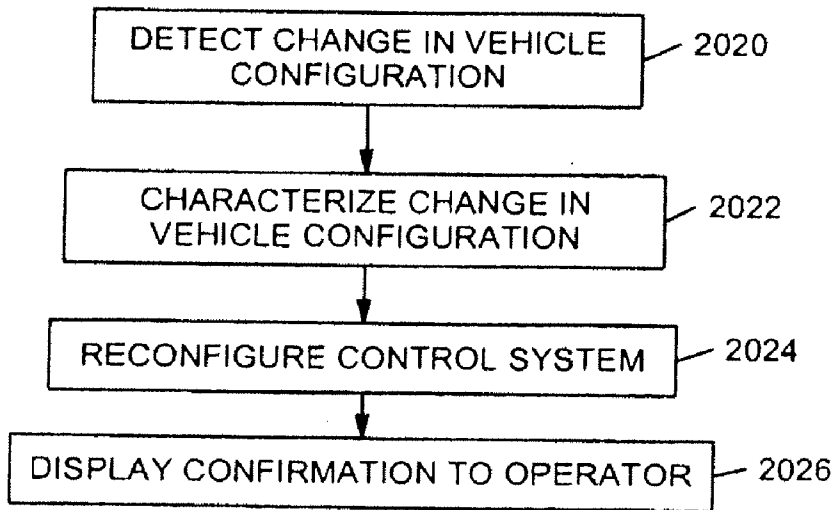 DETECT CHANGE IN VEHICLE
CONFIGURATION
2020
CHARACTERIZE CHANGE IN
VEHICLE CONFIGURATION
2022
RECONFIGURE CONTROL SYSTEM
2024
DISPLAY CONFIRMATION TO OPERATOR
2026